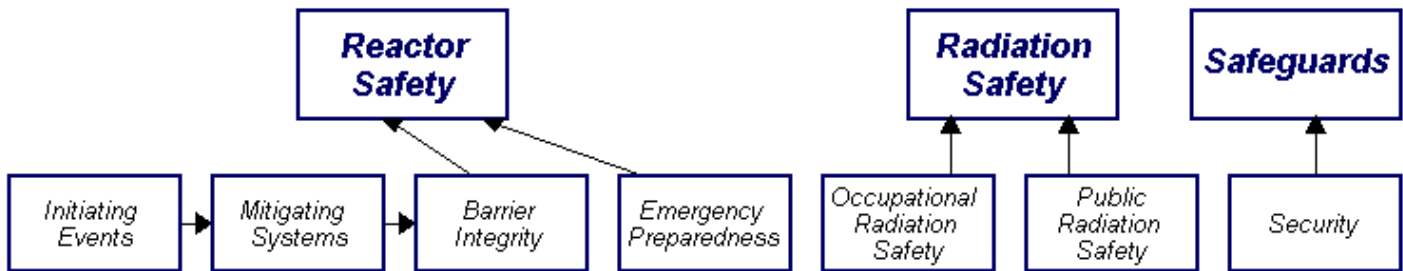 Reactor
Safety
Radiation
Safety
Safeguards
Initiating
Events
Mitigating
Systems
Barrier
Integrity
Emergency
Preparedness
Occupational
Radiation
Safety
Public
Radiation
Safety
Security